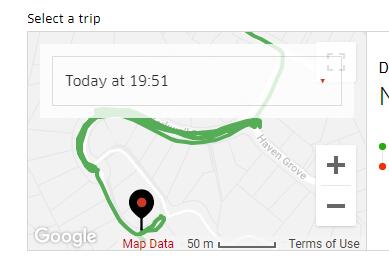 Select a trip
Today at 19:51
D
N
Haven Grove
Google
Map Data
50 m
Terms of Use